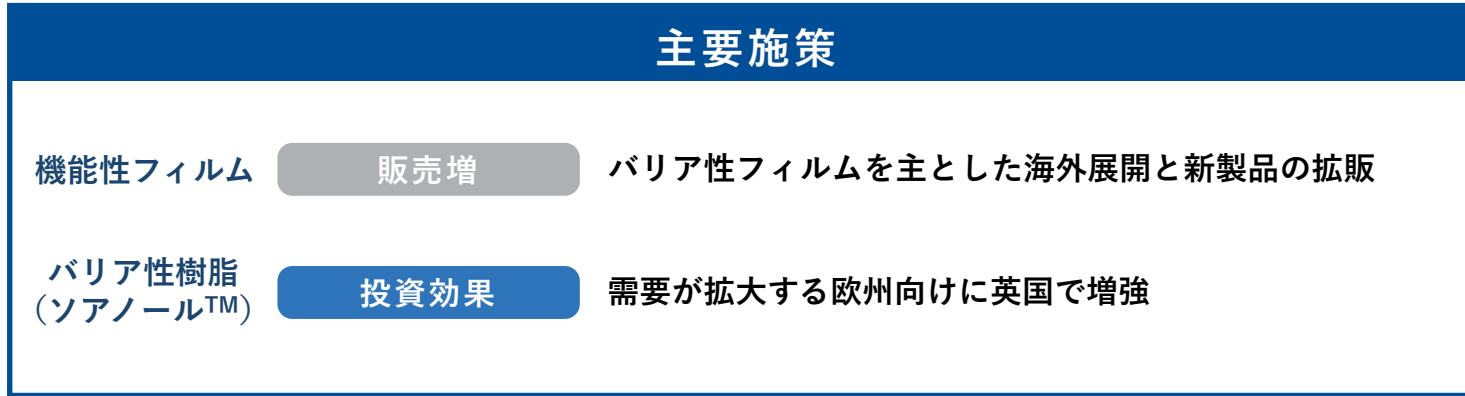 主要施策
機能性フィルム 販売増 バリア性フィルムを主とした海外展開と新製品の拡販
バリア性樹脂
(ソアノール™) 投資効果 需要が拡大する欧州向けに英国で増強